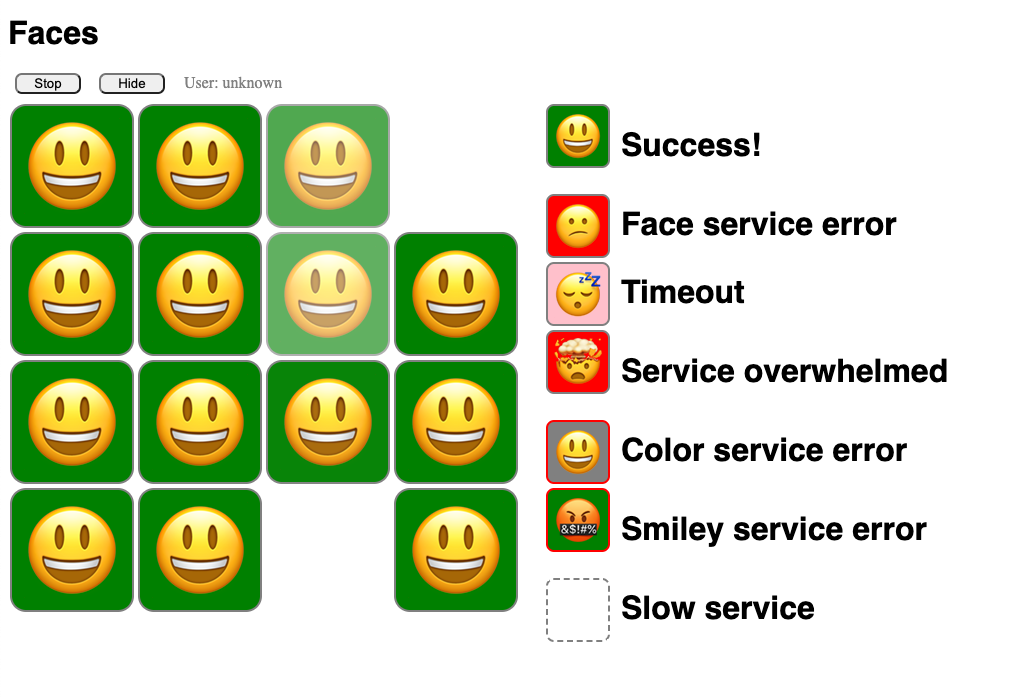 Faces
Stop Hide User: unknown
Success!
Face service error
zzZ
Timeout
Service overwhelmed
Color service error
&$!#%
Smiley service error
Slow service